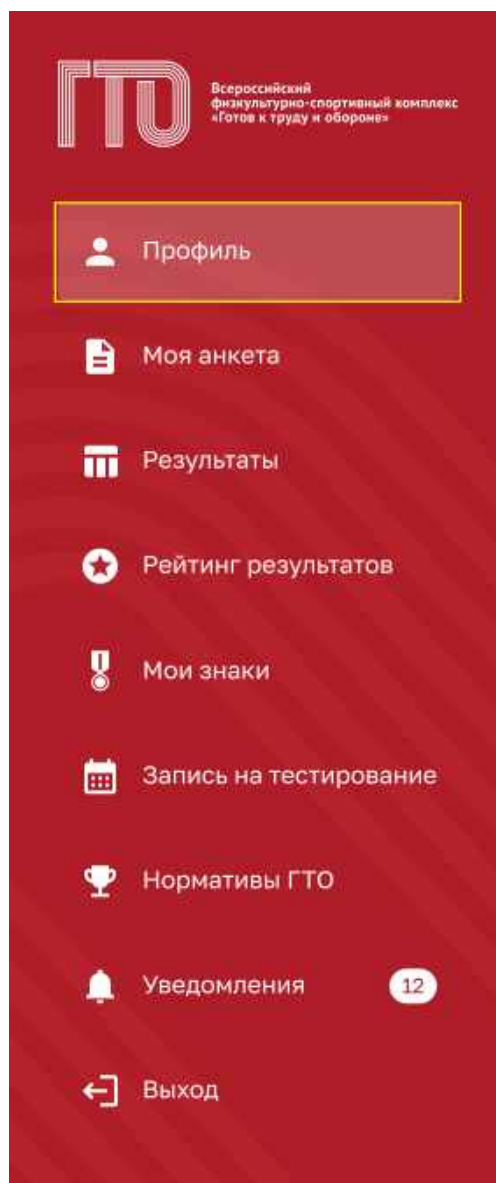 ГТО
Всероссийский
физкультурно-спортивный комплекс
«Готов к труду и обороне»
Профиль
Моя анкета
Результаты
Рейтинг результатов
Мои знаки
Запись на тестирование
Нормативы ГТО
Уведомления 12
Выход